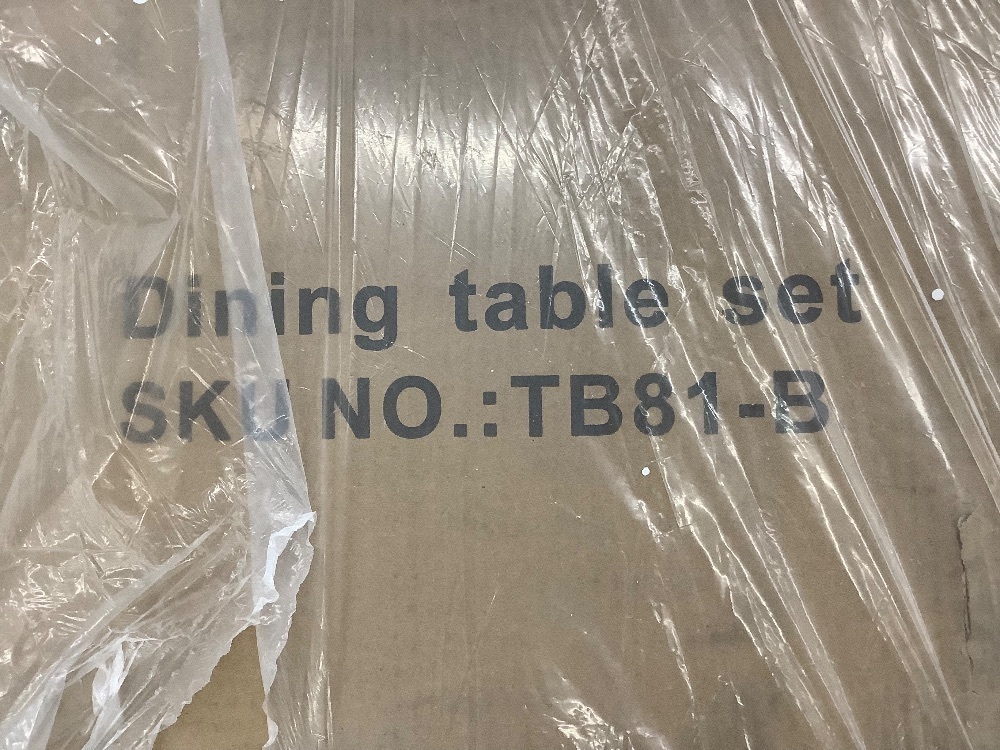 Dining table set
SKU NO.:TB81-B